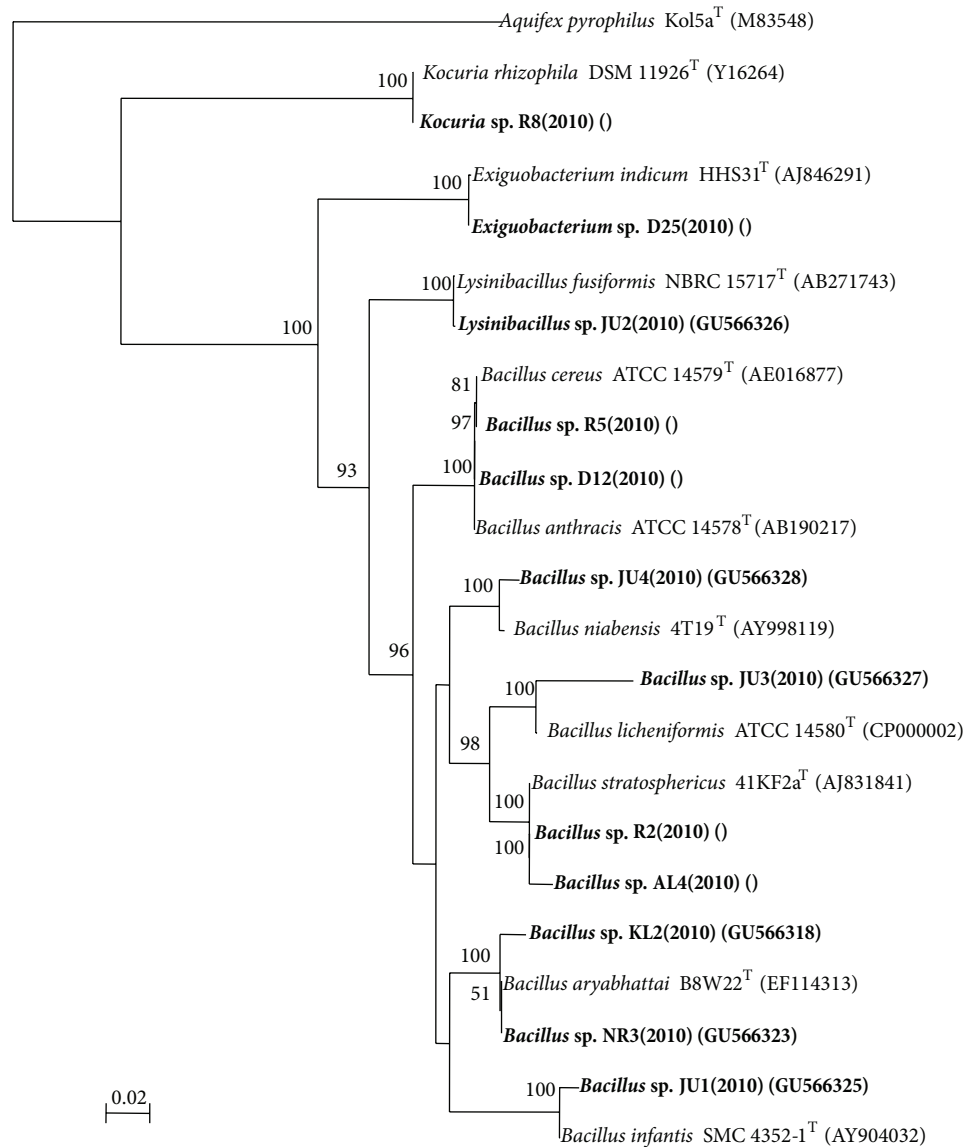 Aquifex pyrophilus Kol5aT (M83548)
100
Kocuria rhizophila DSM 11926T (Y16264)
Kocuria sp. R8(2010) ()
100
Exiguobacterium indicum HHS31T (AJ846291)
Exiguobacterium sp. D25(2010) ()
100
Lysinibacillus fusiformis NBRC 15717T (AB271743)
100
Lysinibacillus sp. JU2(2010) (GU566326)
81
Bacillus cereus ATCC 14579T (AE016877)
97
Bacillus sp. R5(2010) ()
93
100
Bacillus sp. D12(2010) ()
Bacillus anthracis ATCC 14578T (AB190217)
100
Bacillus sp. JU4(2010) (GU566328)
Bacillus niabensis 4T19T (AY998119)
96
100
Bacillus sp. JU3(2010) (GU566327)
Bacillus licheniformis ATCC 14580T (CP000002)
98
Bacillus stratosphericus 41KF2aT (AJ831841)
100
Bacillus sp. R2(2010) ()
100
Bacillus sp. AL4(2010) ()
Bacillus sp. KL2(2010) (GU566318)
100
Bacillus aryabhattai B8W22T (EF114313)
51
Bacillus sp. NR3(2010) (GU566323)
100
Bacillus sp. JU1(2010) (GU566325)
0.02
Bacillus infantis SMC 4352-1T (AY904032)